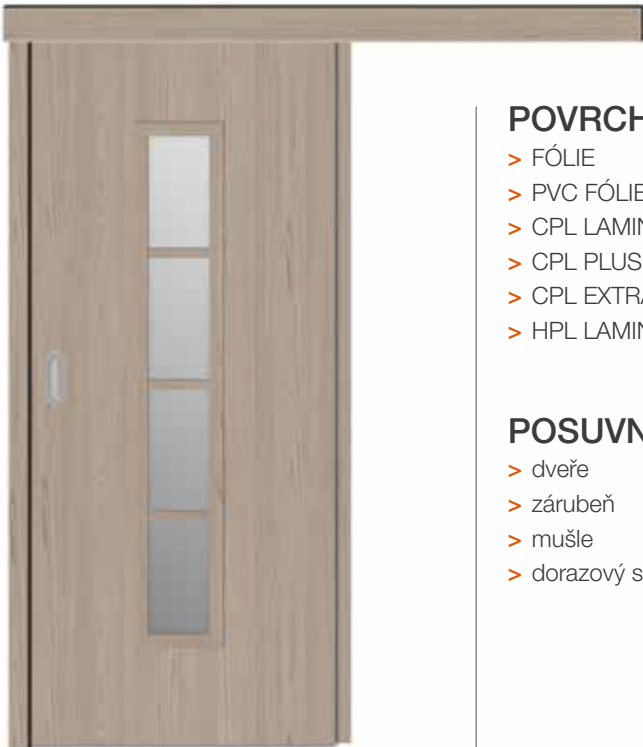 POVRCH
> FÓLIE
> PVC FÓLIE
> CPL LAMIN
> CPL PLUS
> CPL EXTRA
> HPL LAMIN
POSUVN
> dveře
> zárubeň
> mušle
> dorazový s